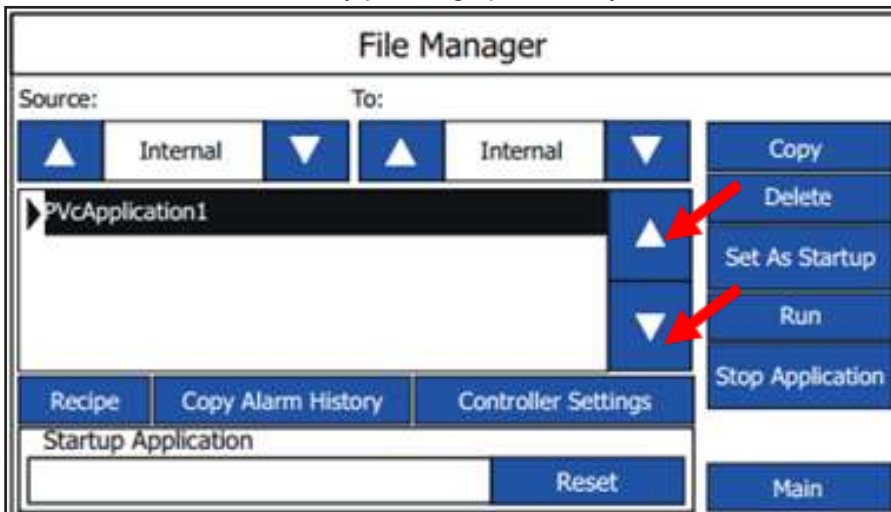 File Manager
Source: To:
Internal Internal Copy
PVcApplication1 Delete
Set As Startup
Run
Stop Application
Recipe Copy Alarm History Controller Settings
Startup Application
Reset Main